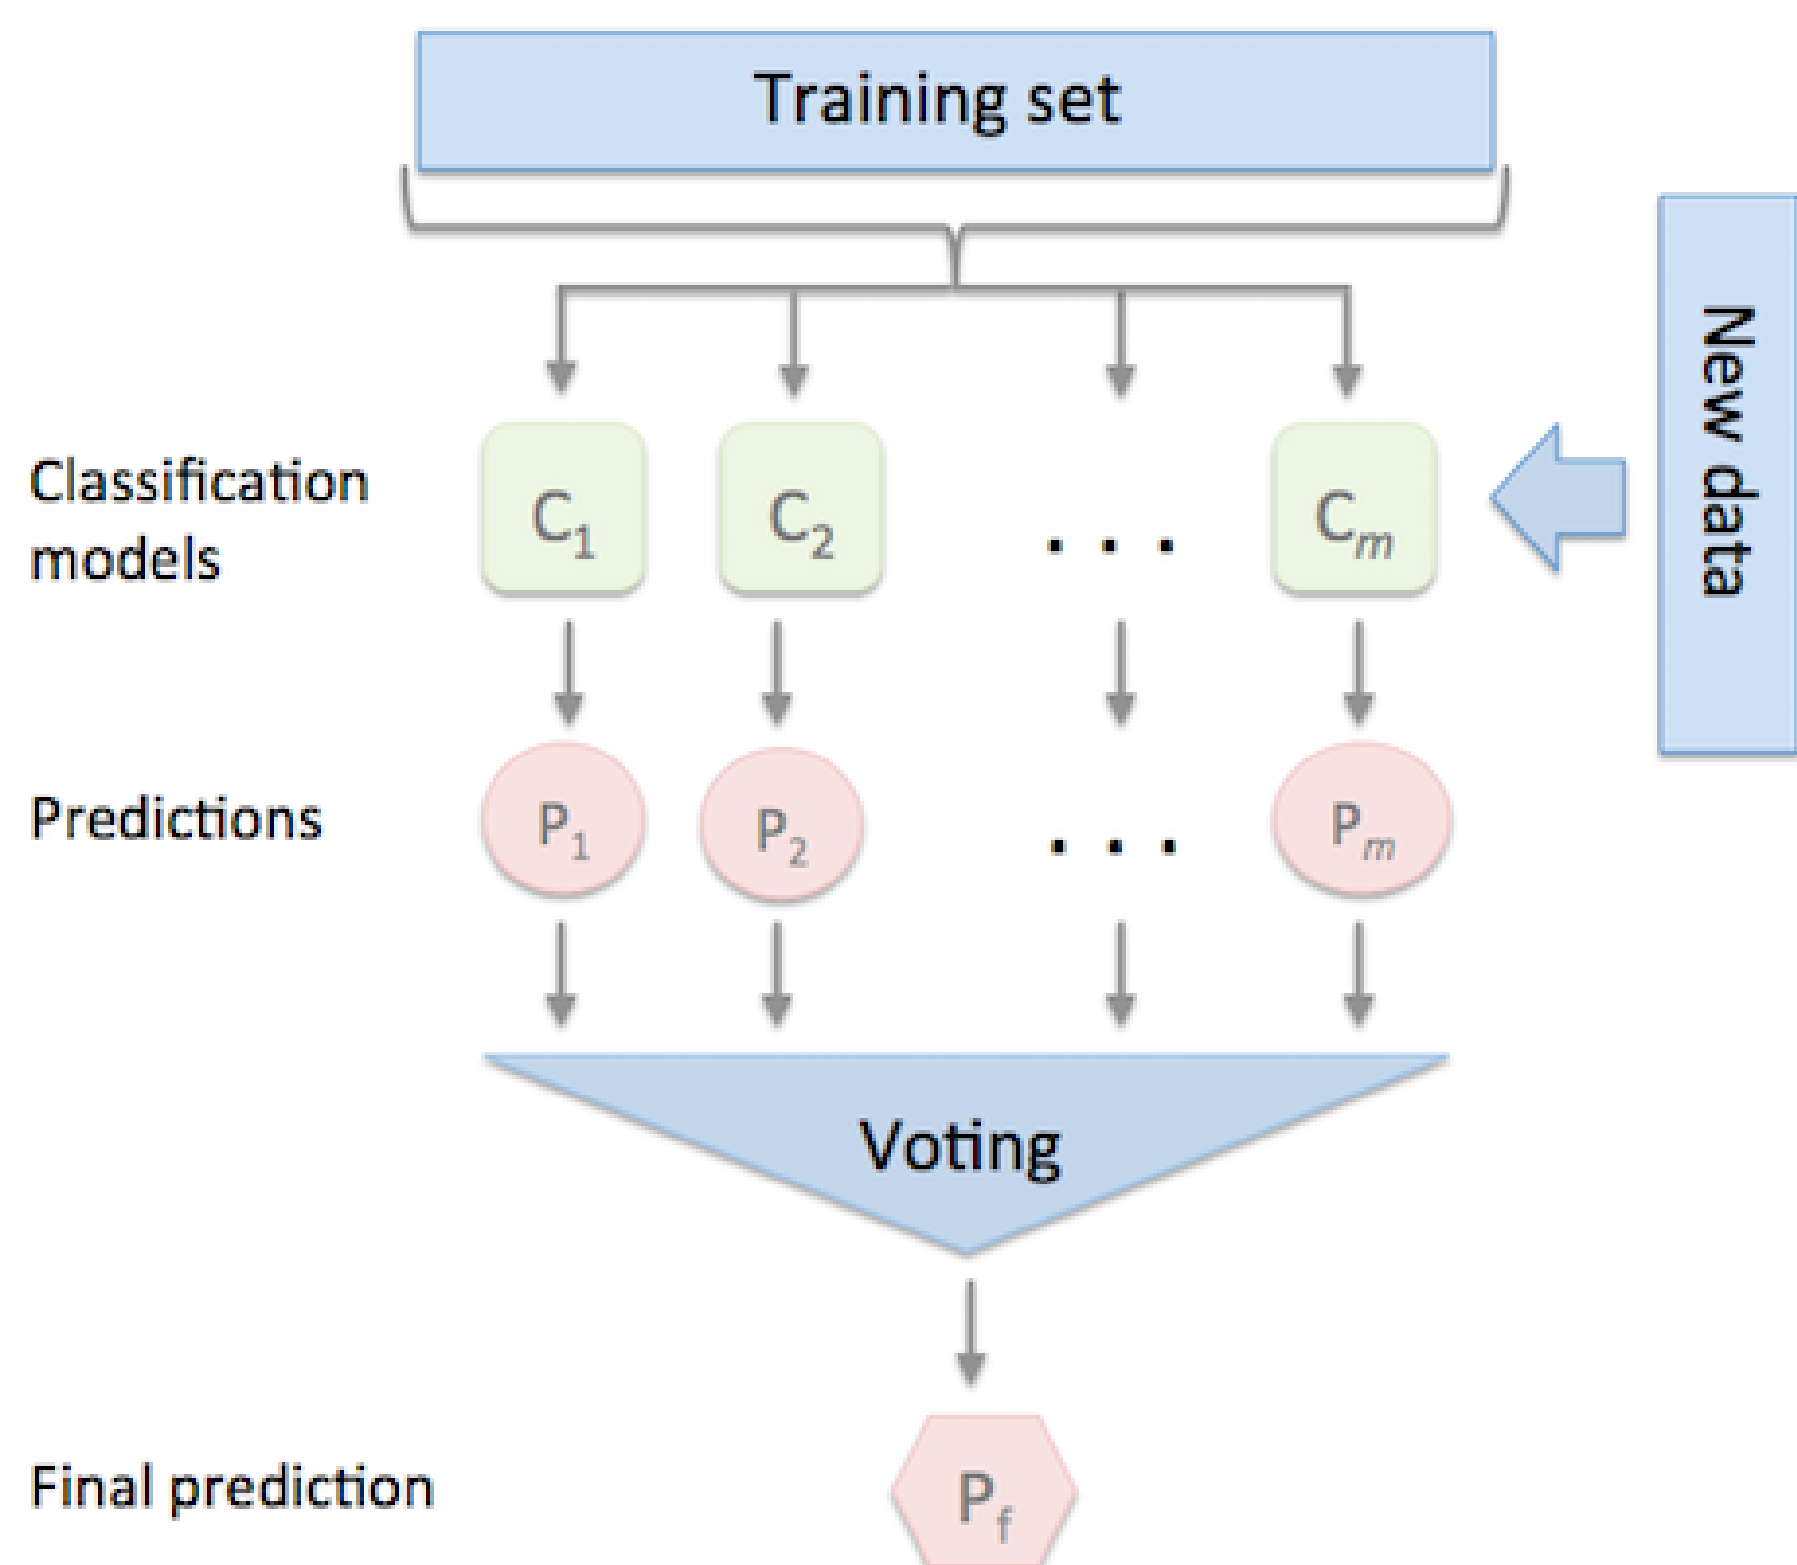 Training set
New data
Classification
models
C1
C2
. . .
Cm
Predictions
P1
P2
. . .
Pm
Voting
Final prediction
Pf